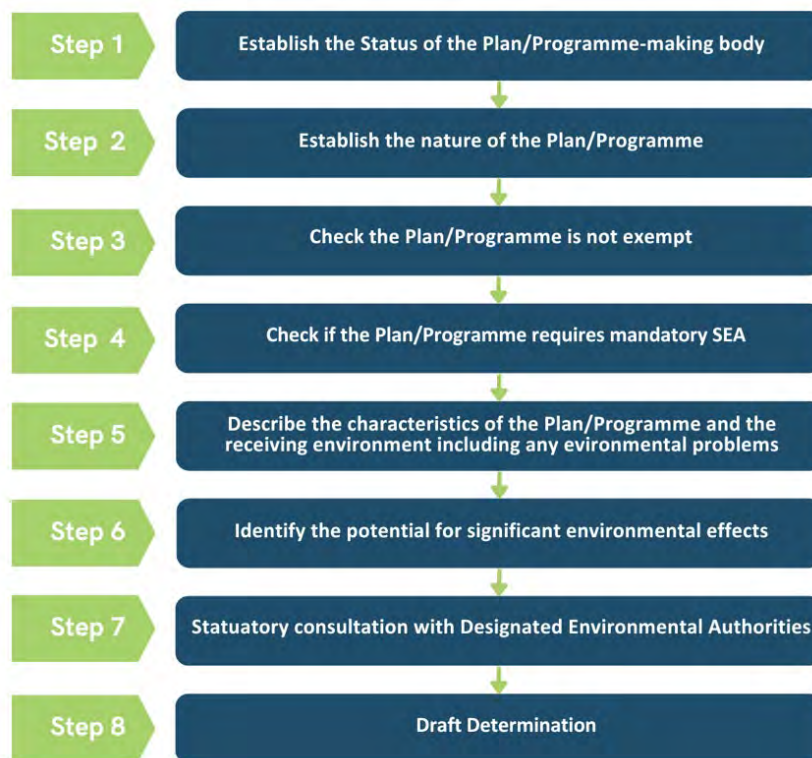 Step 1
Establish the Status of the Plan/Programme-making body
Step 2
Establish the nature of the Plan/Programme
Step 3
Check the Plan/Programme is not exempt
Step 4
Check if the Plan/Programme requires mandatory SEA
Step 5
Describe the characteristics of the Plan/Programme and the
receiving environment including any evironmental problems
Step 6
Identify the potential for significant environmental effects
Step 7
Statuatory consultation with Designated Environmental Authorities
Step 8
Draft Determination